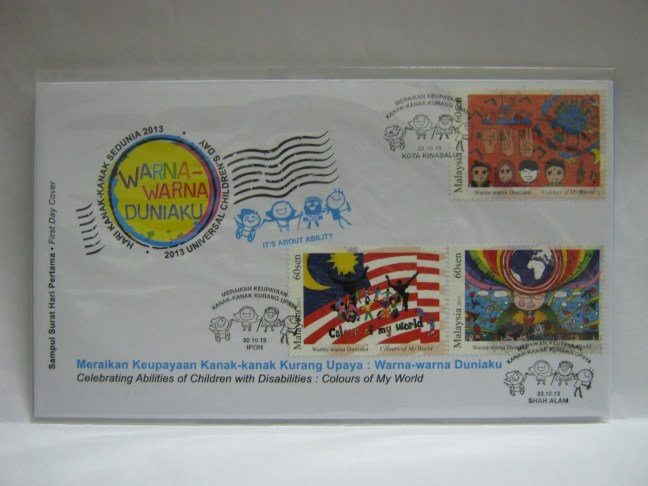 Sampul Surat Hari Pertama • First Day Cover
HARI KANAK-KANAK SEDUNIA 2013
WARNA-
WARNA
DUNIAKU
2013 UNIVERSAL CHILDREN'S DAY
IT'S ABOUT ABILITY
MERAIKAN KEUPAYAAN
KANAK-KANAK KURANG
22.10.13
KOTA KINABALU
Malaysia
60sen
Warna-warna Duniaku
Colours of My World
MERAIKAN KEUPAYAAN
KANAK-KANAK KURANG UPAYA
22.10.13
IPOH
Malaysia 2013
60sen
Colours of my world
Warna-warna Duniaku
Colours of My World
Malaysia 2013
60sen
Warna-warna Duniaku
MERAIKAN KEUPAYAAN
KANAK-KANAK KURANG UPAYA
22.10.13
SHAH ALAM
Meraikan Keupayaan Kanak-kanak Kurang Upaya : Warna-warna Duniaku
Celebrating Abilities of Children with Disabilities : Colours of My World